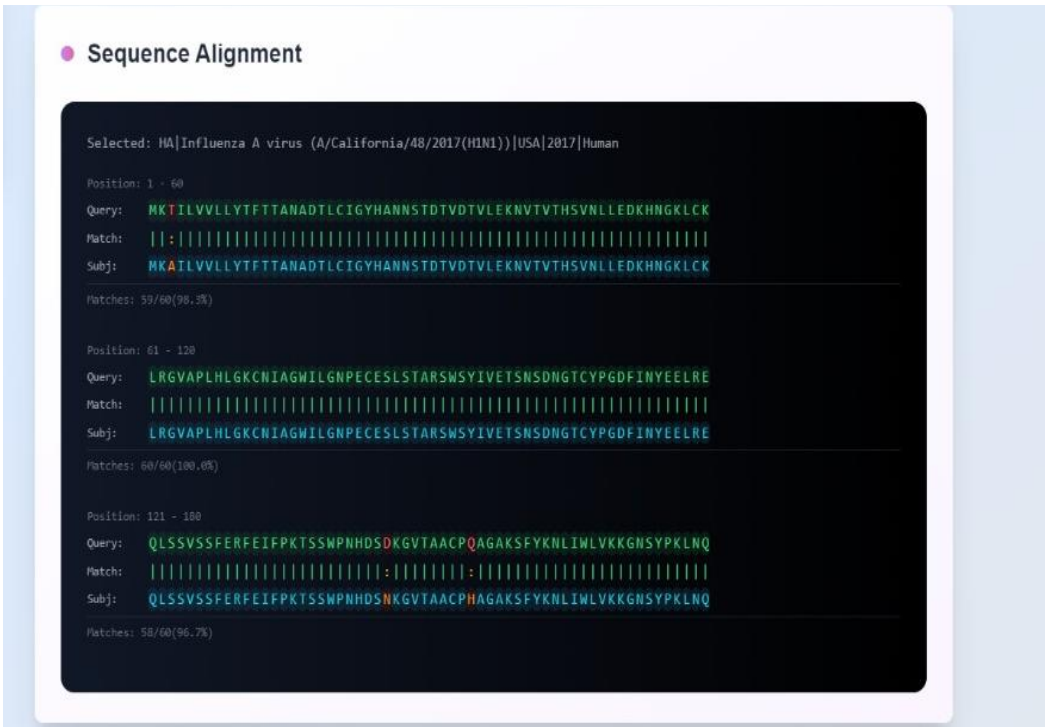 Sequence Alignment
Selected: HA|Influenza A virus (A/California/48/2017(H1N1))|USA|2017|Human
Position: 1 - 60
Query: MKTILVVLLYTFTTANADTLCIGYHANNSTDTVDTVLEKNVTVTHSVNLLEDKHNGKLCK
Match: ||:|||||||||||||||||||||||||||||||||||||||||||||||||||||||||
Subj: MKAILVVLLYTFTTANADTLCIGYHANNSTDTVDTVLEKNVTVTHSVNLLEDKHNGKLCK
Matches: 59/60(98.3%)
Position: 61 - 120
Query: LRGVAPLHLGKCNIAGWILGNPECESLSTARSWSYIVETSNSDNGTCYPGDFINYEELRE
Match: ||||||||||||||||||||||||||||||||||||||||||||||||||||||||||||
Subj: LRGVAPLHLGKCNIAGWILGNPECESLSTARSWSYIVETSNSDNGTCYPGDFINYEELRE
Matches: 60/60(100.0%)
Position: 121 - 180
Query: QLSSVSSFERFEIFPKTSSWPNHDSDKGVTAACPQAGAKSFYKNLIWLVKKGNSYPKLNQ
Match: |||||||||||||||||||||||||:||||||||:|||||||||||||||||||||||||
Subj: QLSSVSSFERFEIFPKTSSWPNHDSNKGVTAACPHAGAKSFYKNLIWLVKKGNSYPKLNQ
Matches: 58/60(96.7%)